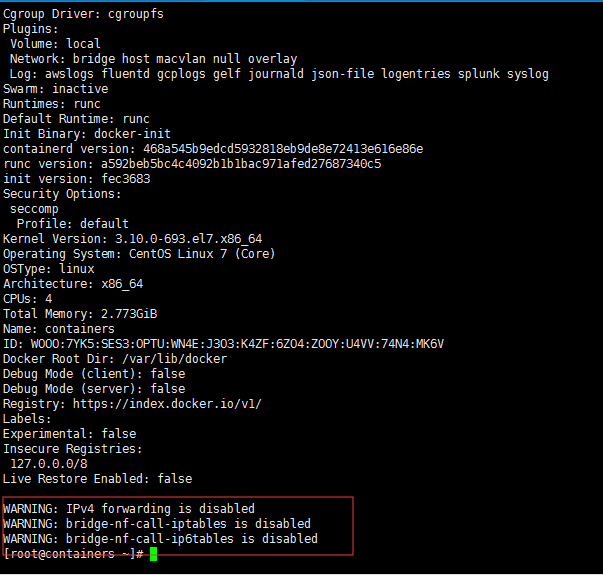 Cgroup Driver: cgroupfs
Plugins:
Volume: local
Network: bridge host macvlan null overlay
Log: awslogs fluentd gcplogs gelf journald json-file logentries splunk syslog
Swarm: inactive
Runtimes: runc
Default Runtime: runc
Init Binary: docker-init
containerd version: 468a545b9edcd5932818eb9de8e72413e616e86e
runc version: a592beb5bc4c4092b1b1bac971afed27687340c5
init version: fec3683
Security Options:
seccomp
Profile: default
Kernel Version: 3.10.0-693.el7.x86_64
Operating System: CentOS Linux 7 (Core)
OSType: linux
Architecture: x86_64
CPUs: 4
Total Memory: 2.773GiB
Name: containers
ID: WOOO:7YK5:SES3:OPTU:WN4E:J3O3:K4ZF:6ZO4:ZOOY:U4VV:74N4:MK6V
Docker Root Dir: /var/lib/docker
Debug Mode (client): false
Debug Mode (server): false
Registry: https://index.docker.io/v1/
Labels:
Experimental: false
Insecure Registries:
127.0.0.0/8
Live Restore Enabled: false
WARNING: IPv4 forwarding is disabled
WARNING: bridge-nf-call-iptables is disabled
WARNING: bridge-nf-call-ip6tables is disabled
[root@containers ~]#